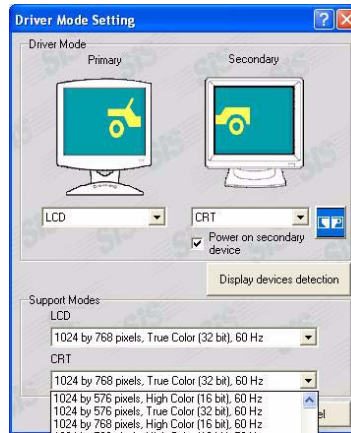 Driver Mode Setting
Driver Mode
Primary
Secondary
LCD
CRT
Power on secondary
device
Display devices detection
Support Modes
LCD
1024 by 768 pixels, True Color (32 bit), 60 Hz
CRT
1024 by 768 pixels, True Color (32 bit), 60 Hz
1024 by 576 pixels, High Color (16 bit), 60 Hz
1024 by 576 pixels, True Color (32 bit), 60 Hz
1024 by 768 pixels, High Color (16 bit), 60 Hz